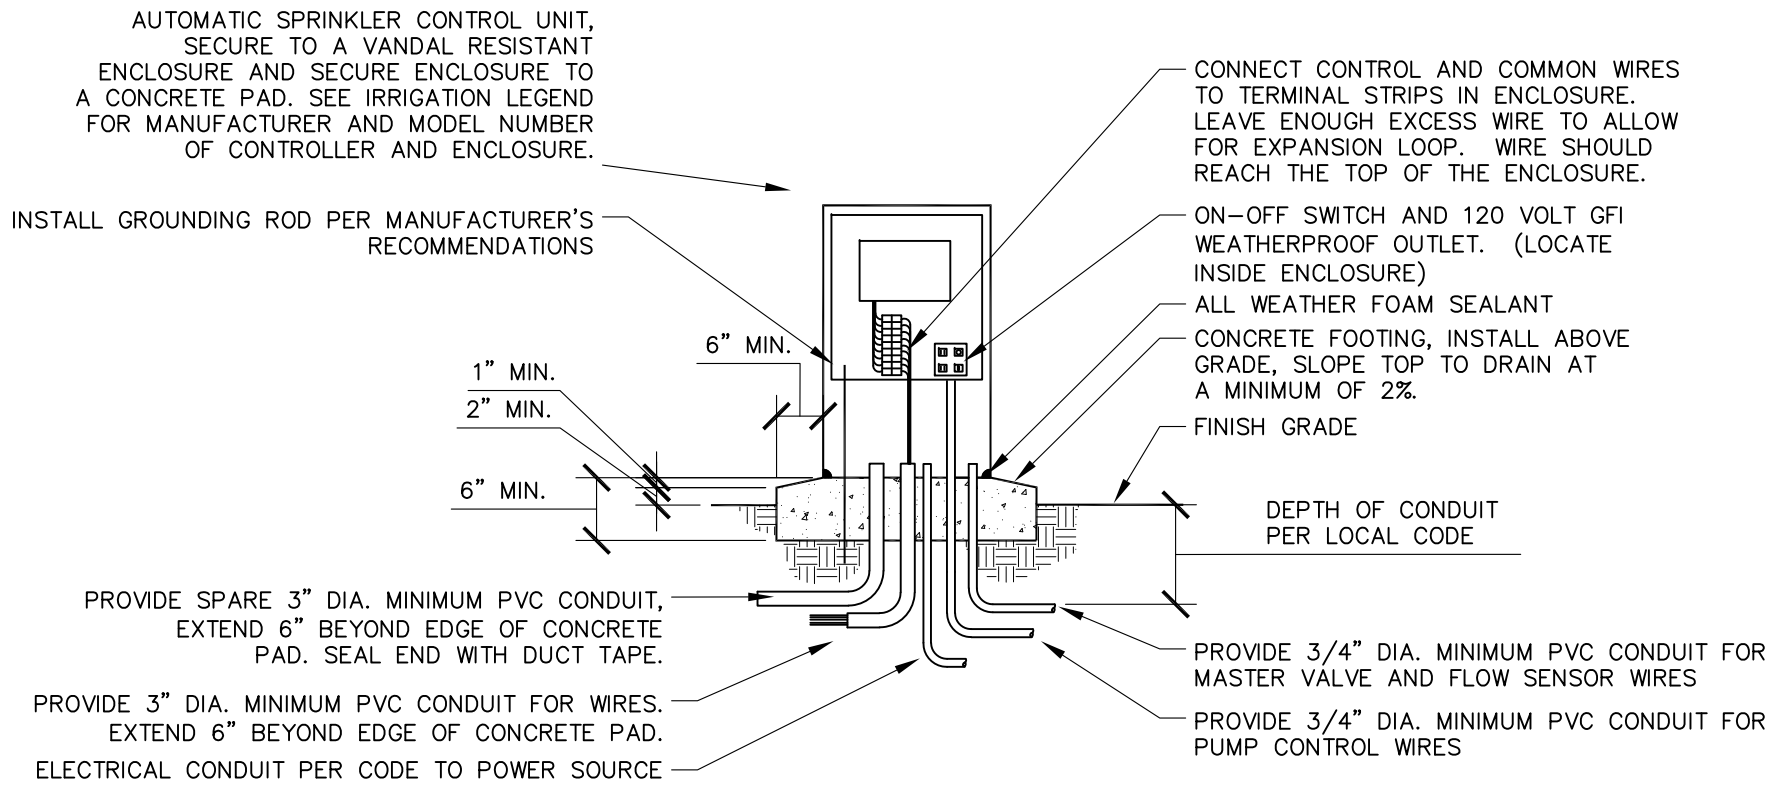 AUTOMATIC SPRINKLER CONTROL UNIT,
SECURE TO A VANDAL RESISTANT
ENCLOSURE AND SECURE ENCLOSURE TO
A CONCRETE PAD. SEE IRRIGATION LEGEND
FOR MANUFACTURER AND MODEL NUMBER
OF CONTROLLER AND ENCLOSURE.
INSTALL GROUNDING ROD PER MANUFACTURER'S
RECOMMENDATIONS
6" MIN.
1" MIN.
2" MIN.
6" MIN.
PROVIDE SPARE 3" DIA. MINIMUM PVC CONDUIT,
EXTEND 6" BEYOND EDGE OF CONCRETE
PAD. SEAL END WITH DUCT TAPE.
PROVIDE 3" DIA. MINIMUM PVC CONDUIT FOR WIRES.
EXTEND 6" BEYOND EDGE OF CONCRETE PAD.
ELECTRICAL CONDUIT PER CODE TO POWER SOURCE
CONNECT CONTROL AND COMMON WIRES
TO TERMINAL STRIPS IN ENCLOSURE.
LEAVE ENOUGH EXCESS WIRE TO ALLOW
FOR EXPANSION LOOP. WIRE SHOULD
REACH THE TOP OF THE ENCLOSURE.
ON-OFF SWITCH AND 120 VOLT GFI
WEATHERPROOF OUTLET. (LOCATE
INSIDE ENCLOSURE)
ALL WEATHER FOAM SEALANT
CONCRETE FOOTING, INSTALL ABOVE
GRADE, SLOPE TOP TO DRAIN AT
A MINIMUM OF 2%.
FINISH GRADE
DEPTH OF CONDUIT
PER LOCAL CODE
PROVIDE 3/4" DIA. MINIMUM PVC CONDUIT FOR
MASTER VALVE AND FLOW SENSOR WIRES
PROVIDE 3/4" DIA. MINIMUM PVC CONDUIT FOR
PUMP CONTROL WIRES